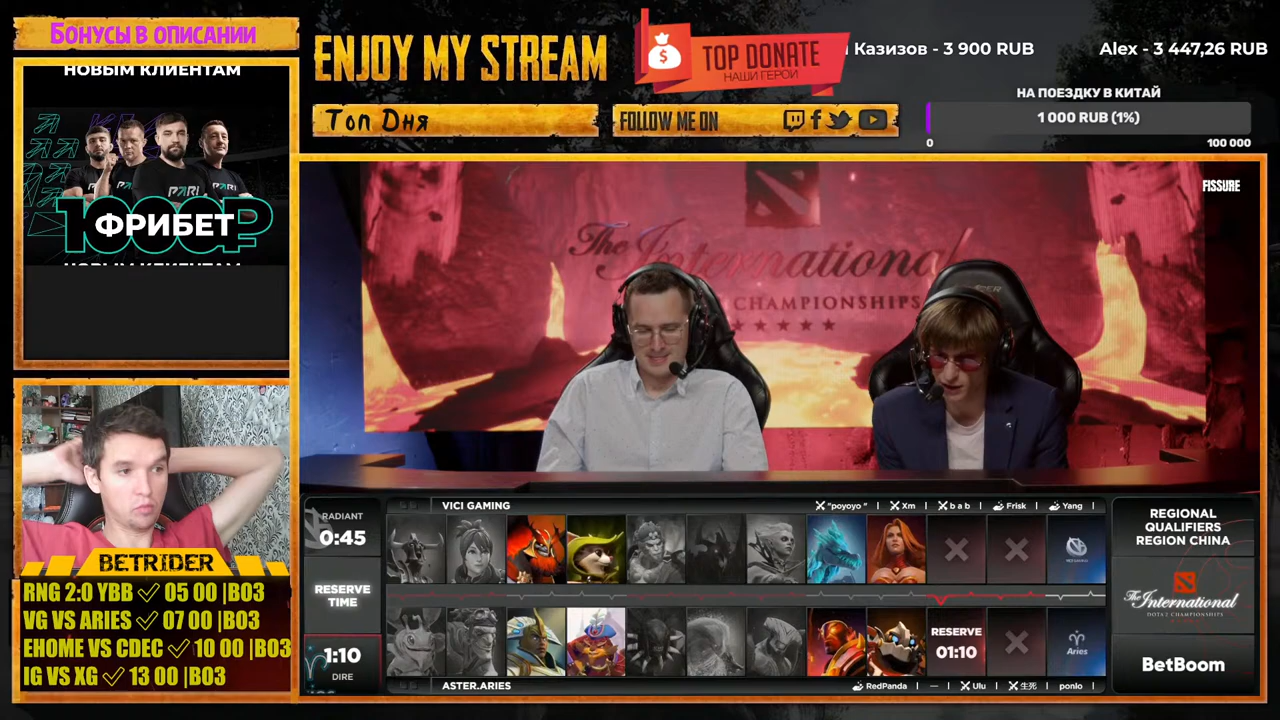 Бонусы в описании
НОВЫМ КЛИЕНТАМ
PARI
1000₽
ФРИБЕТ
НОВЫМ КЛИЕНТАМ
ENJOY MY STREAM
TOP DONATE
НАШИ ГЕРОИ
Казизов - 3 900 RUB
Alex - 3 447,26 RUB
Топ Дня
FOLLOW ME ON
НА ПОЕЗДКУ В КИТАЙ
1 000 RUB (1%)
0
100 000
FISSURE
The International
CHAMPIONSHIPS
BETRIDER
RNG 2:0 YBB ✓ 05 00 |BO3
VG VS ARIES ✓ 07 00 |BO3
EHOME VS CDEC ✓ 10 00 |BO3
IG VS XG ✓ 13 00 |BO3
RADIANT
0:45
RESERVE
TIME
1:10
DIRE
VICI GAMING
"poyoyo" | Xm | b a b | Frisk | Yang |
RESERVE
01:10
Aries
ASTER.ARIES
RedPanda | — | Ulu | 生死 | ponlo |
REGIONAL
QUALIFIERS
REGION CHINA
The International
DOTA 2 CHAMPIONSHIPS
BetBoom